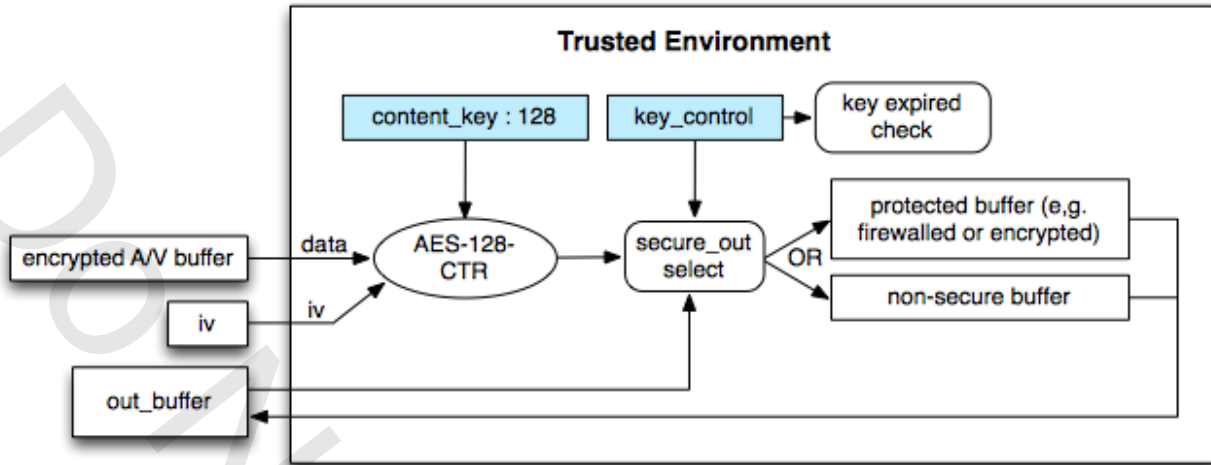 Trusted Environment
content_key : 128
key_control
key expired
check
encrypted A/V buffer
data
AES-128-
CTR
secure_out
select
OR
protected buffer (e,g.
firewalled or encrypted)
non-secure buffer
iv
iv
out_buffer
DoN